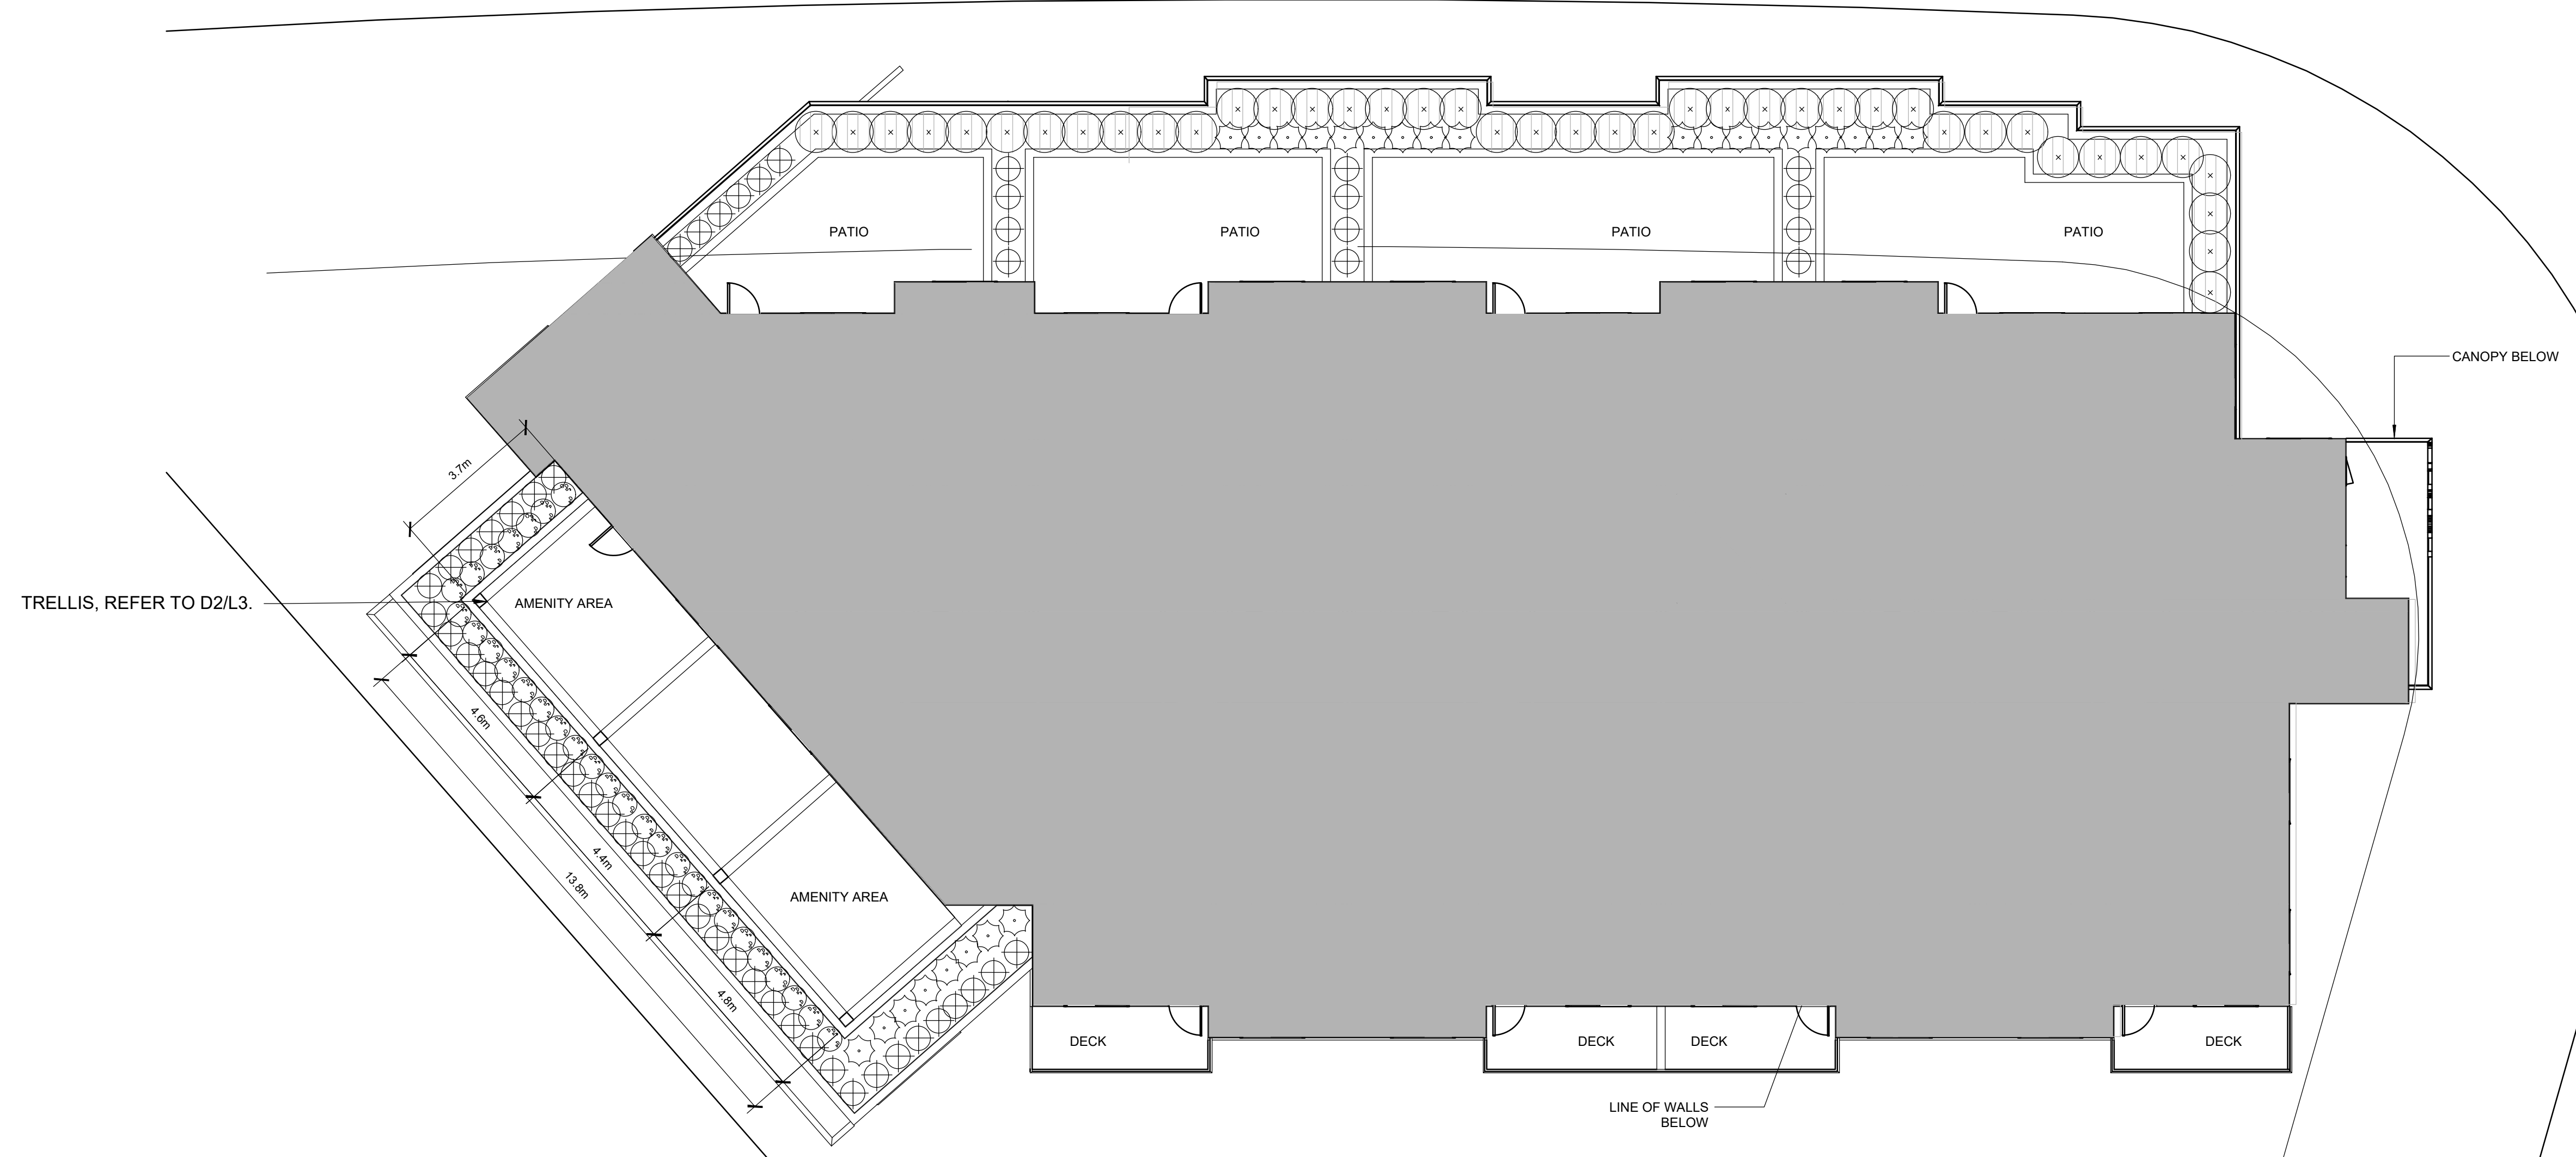 PATIO
PATIO
PATIO
PATIO
CANOPY BELOW
3.7m
TRELLIS, REFER TO D2/L3.
AMENITY AREA
4.6m
4.4m
13.8m
AMENITY AREA
4.8m
DECK
DECK
DECK
DECK
LINE OF WALLS
BELOW